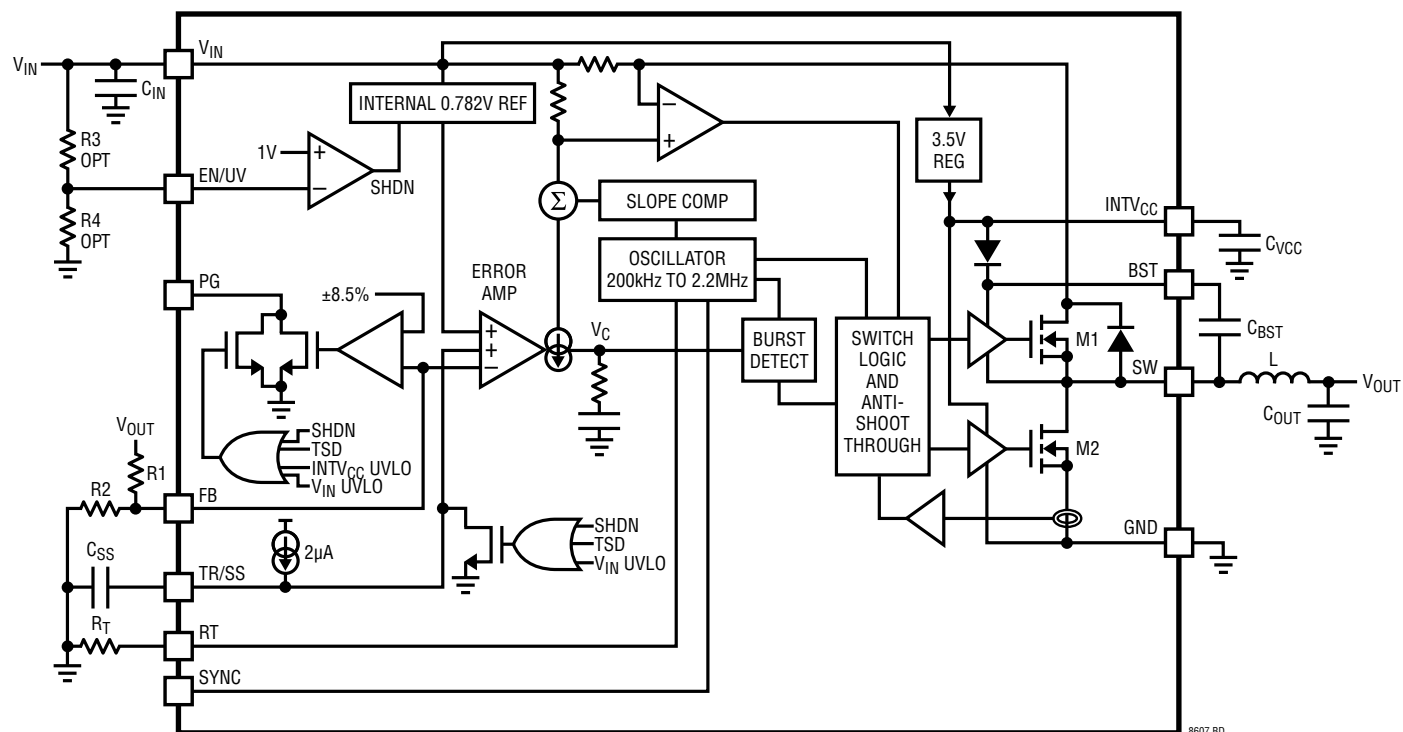 VIN
VIN
CIN
R3
OPT
EN/UV
R4
OPT
1V
+
−
SHDN
INTERNAL 0.782V REF
−
+
3.5V
REG
Σ
SLOPE COMP
OSCILLATOR
200kHz TO 2.2MHz
INTVCC
CVCC
BST
CBST
PG
±8.5%
ERROR
AMP
+
+
−
VC
BURST
DETECT
SWITCH
LOGIC
AND
ANTI-
SHOOT
THROUGH
M1
SW
L
VOUT
COUT
M2
VOUT
R1
R2
FB
SHDN
TSD
INTVCC UVLO
VIN UVLO
CSS
TR/SS
2µA
SHDN
TSD
VIN UVLO
GND
RT
RT
SYNC
8607 BD